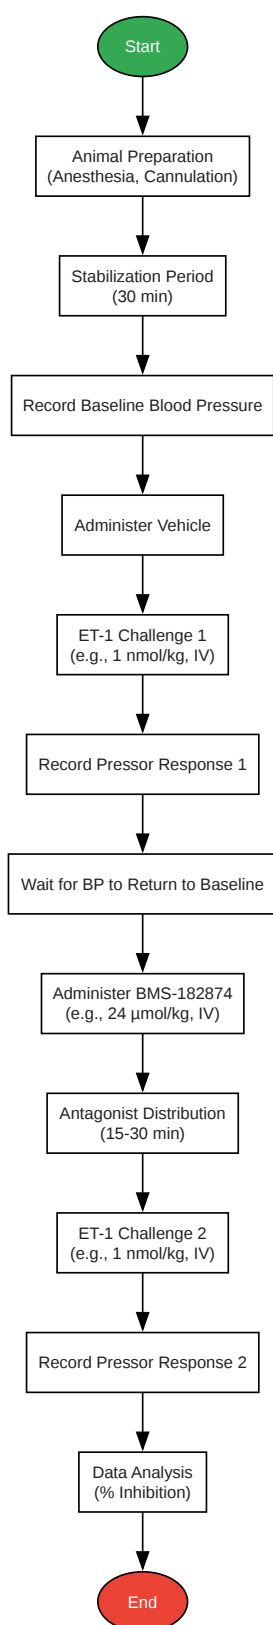 Start
Animal Preparation
(Anesthesia, Cannulation)
Stabilization Period
(30 min)
Record Baseline Blood Pressure
Administer Vehicle
ET-1 Challenge 1
(e.g., 1 nmol/kg, IV)
Record Pressor Response 1
Wait for BP to Return to Baseline
Administer BMS-182874
(e.g., 24 µmol/kg, IV)
Antagonist Distribution
(15-30 min)
ET-1 Challenge 2
(e.g., 1 nmol/kg, IV)
Record Pressor Response 2
Data Analysis
(% Inhibition)
End